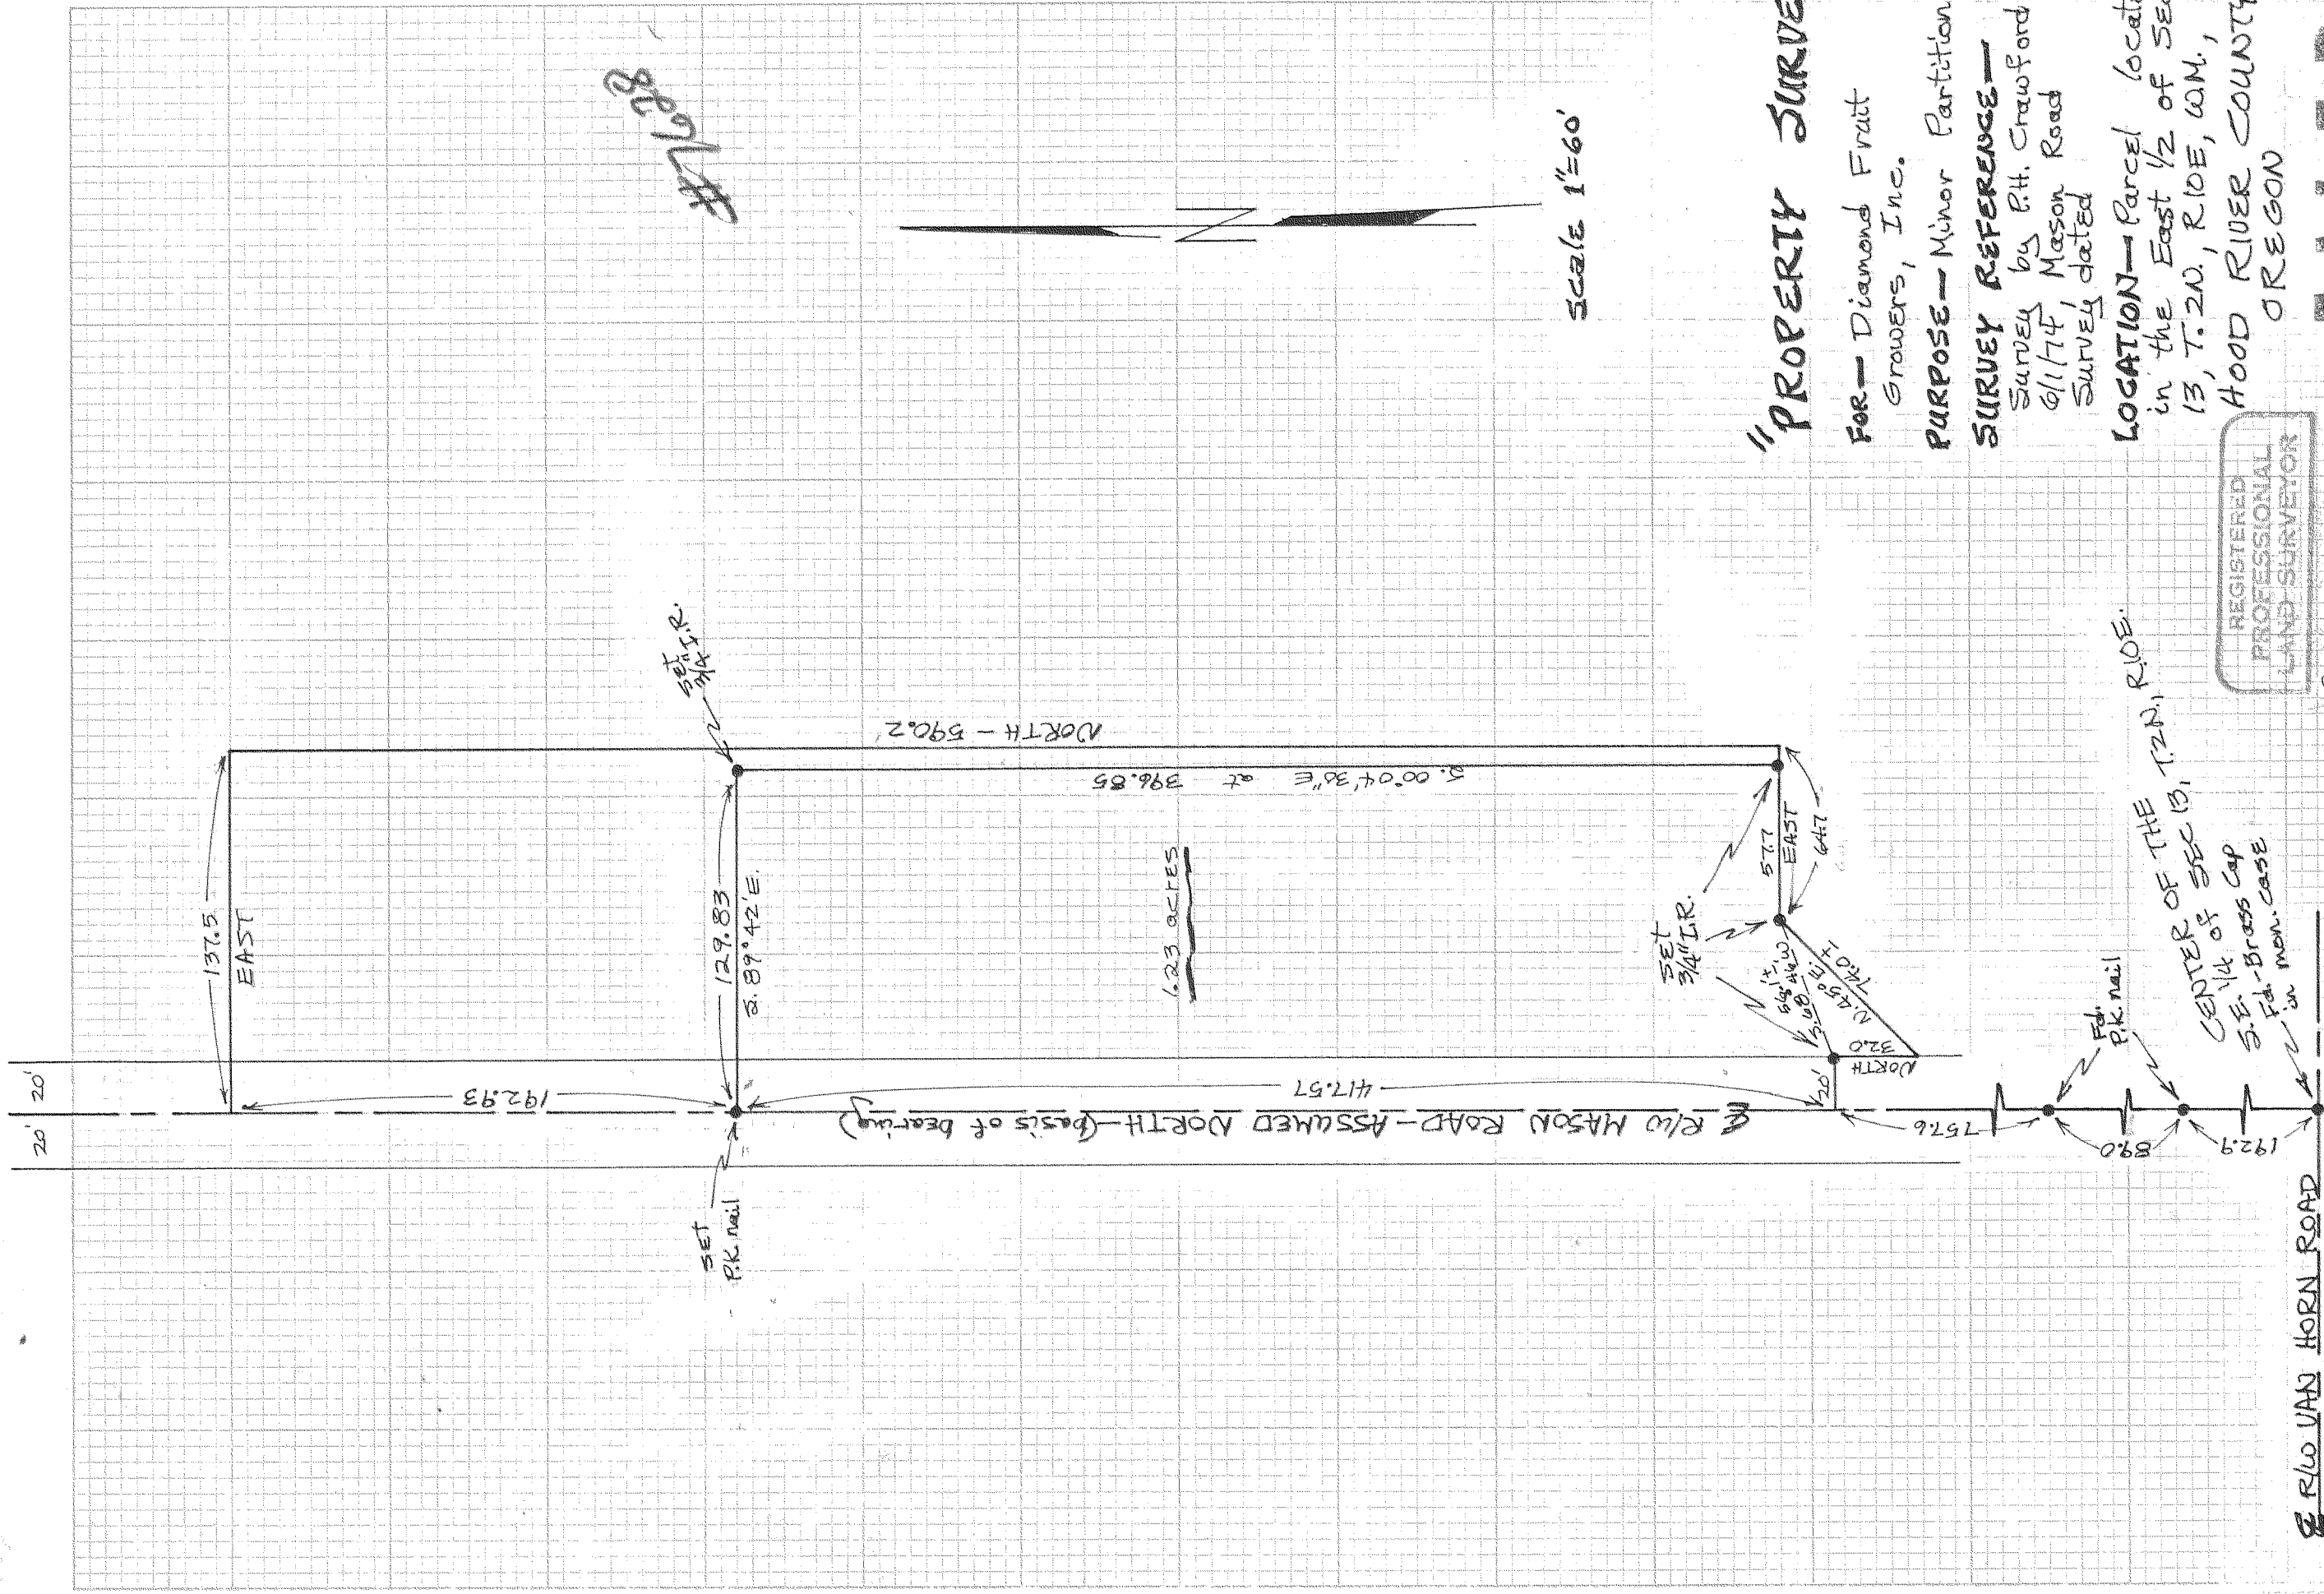 #7638
20'
20'
137.5
EAST
192.93
SET
P.K. nail
129.83
S. 89°42'E.
SET
3/4" I.R.
NORTH - 590.2'
S. 00°04'30"E at 396.85
1.23 acres
417.57
℄ R/W MASON ROAD - ASSUMED NORTH - (basis of bearing)
SET
3/4" I.R.
57.7
EAST
64.7
20'
32.0
NORTH
757.6
Fd.
P.K. nail
89.0
192.9
CENTER OF THE
S.E. 1/4 of SEC 13, T.2N, R10E.
Fd. - Brass Cap
in mon. case
℄ R/W VAN HORN ROAD
Scale 1"=60'
"PROPERTY SURVE
FOR - Diamond Fruit
Growers, Inc.
PURPOSE - Minor Partition
SURVEY REFERENCE -
Survey by P.H. Crawford
6/1/74, Mason Road
Survey dated
LOCATION - Parcel locat
in the East 1/2 of Sec
13, T.2N., R10E, W.M.,
HOOD RIVER COUNTY
OREGON
REGISTERED
PROFESSIONAL
LAND SURVEYOR